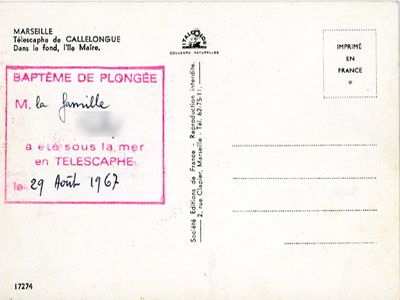 MARSEILLE
Télescaphe de CALLELONGUE
Dans le fond, l'Ile Maïre.
COULEURS NATURELLES
IMPRIMÉ
EN
FRANCE
*
BAPTÊME DE PLONGÉE
M. la famille
a été sous la mer
en TELESCAPHE
le 29 Août 1967
Société Editions de France - Reproduction interdite.
2, rue Clapier, Marseille - Tél. 62-75-11.
17274